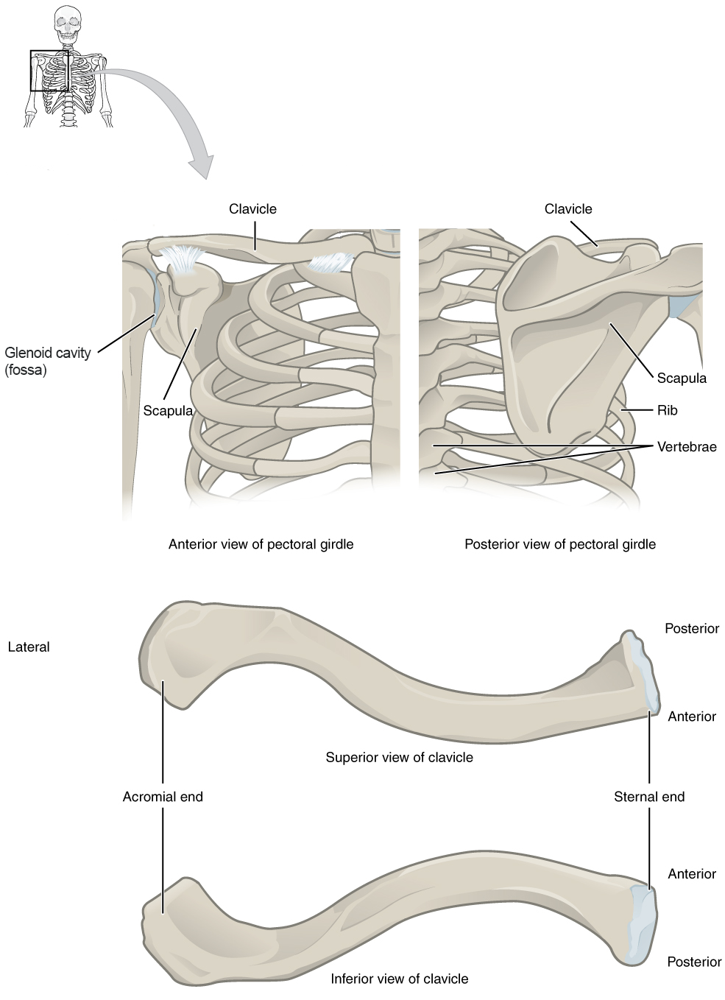 Clavicle
Clavicle
Glenoid cavity
(fossa)
Scapula
Scapula
Rib
Vertebrae
Anterior view of pectoral girdle
Posterior view of pectoral girdle
Posterior
Lateral
Anterior
Superior view of clavicle
Acromial end
Sternal end
Anterior
Posterior
Inferior view of clavicle